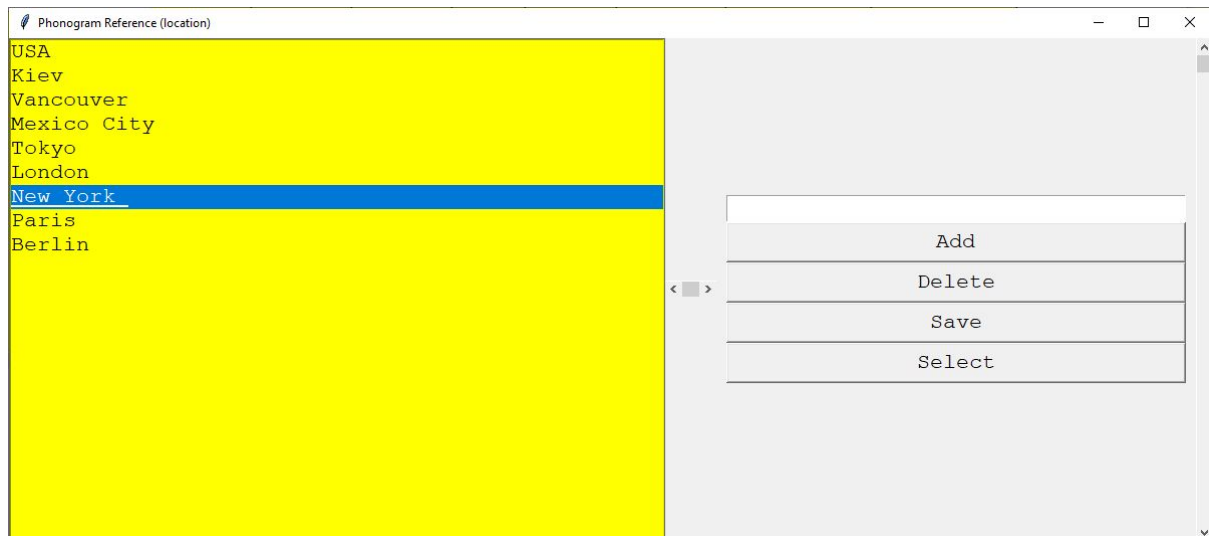 Phonogram Reference (location)
USA
Kiev
Vancouver
Mexico City
Tokyo
London
New York
Paris
Berlin
Add
Delete
Save
Select